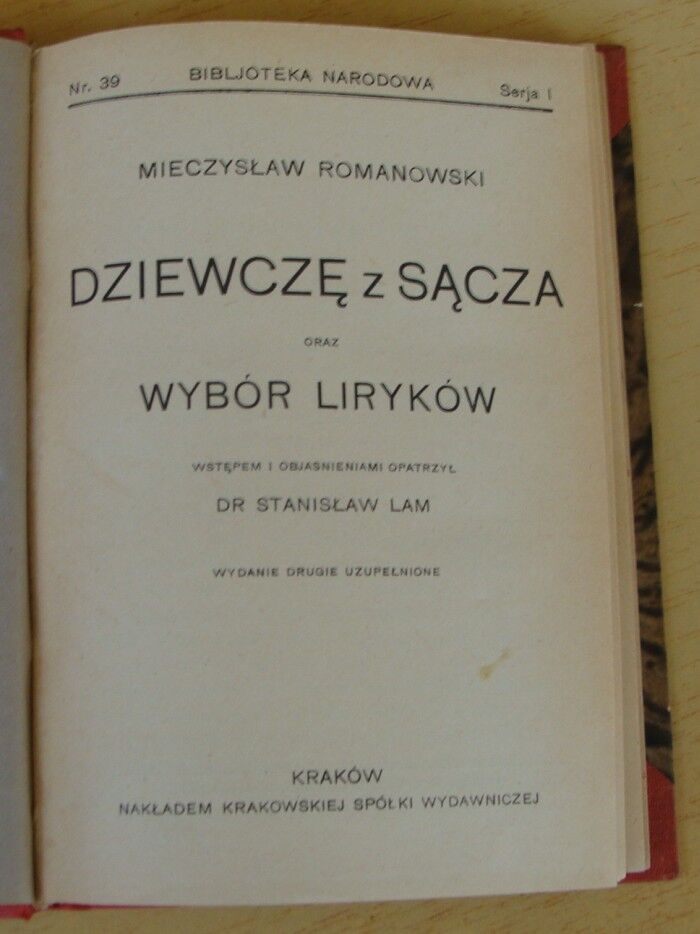 Nr. 39 BIBLJOTEKA NARODOWA Serja I
MIECZYSŁAW ROMANOWSKI
DZIEWCZĘ z SĄCZA
ORAZ
WYBÓR LIRYKÓW
WSTĘPEM I OBJAŚNIENIAMI OPATRZYŁ
DR STANISŁAW LAM
WYDANIE DRUGIE UZUPEŁNIONE
KRAKÓW
NAKŁADEM KRAKOWSKIEJ SPÓŁKI WYDAWNICZEJ